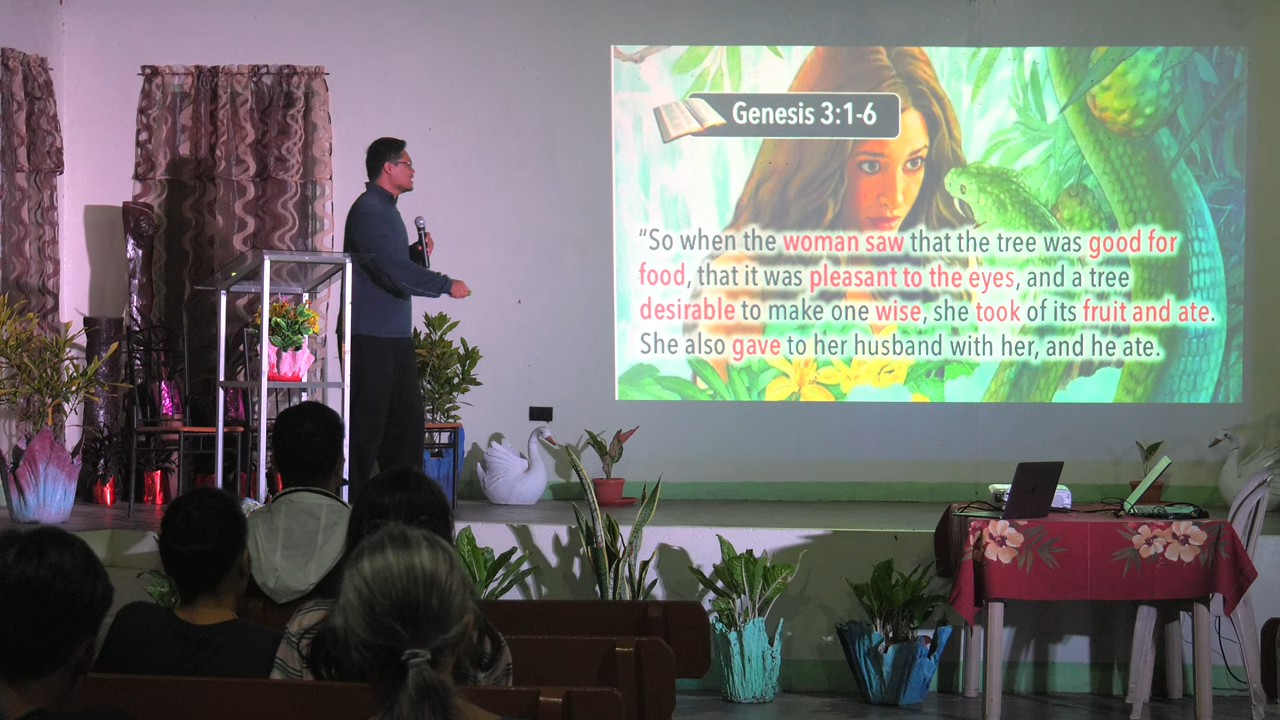 Genesis 3:1-6
“So when the woman saw that the tree was good for
food, that it was pleasant to the eyes, and a tree
desirable to make one wise, she took of its fruit and ate.
She also gave to her husband with her, and he ate.